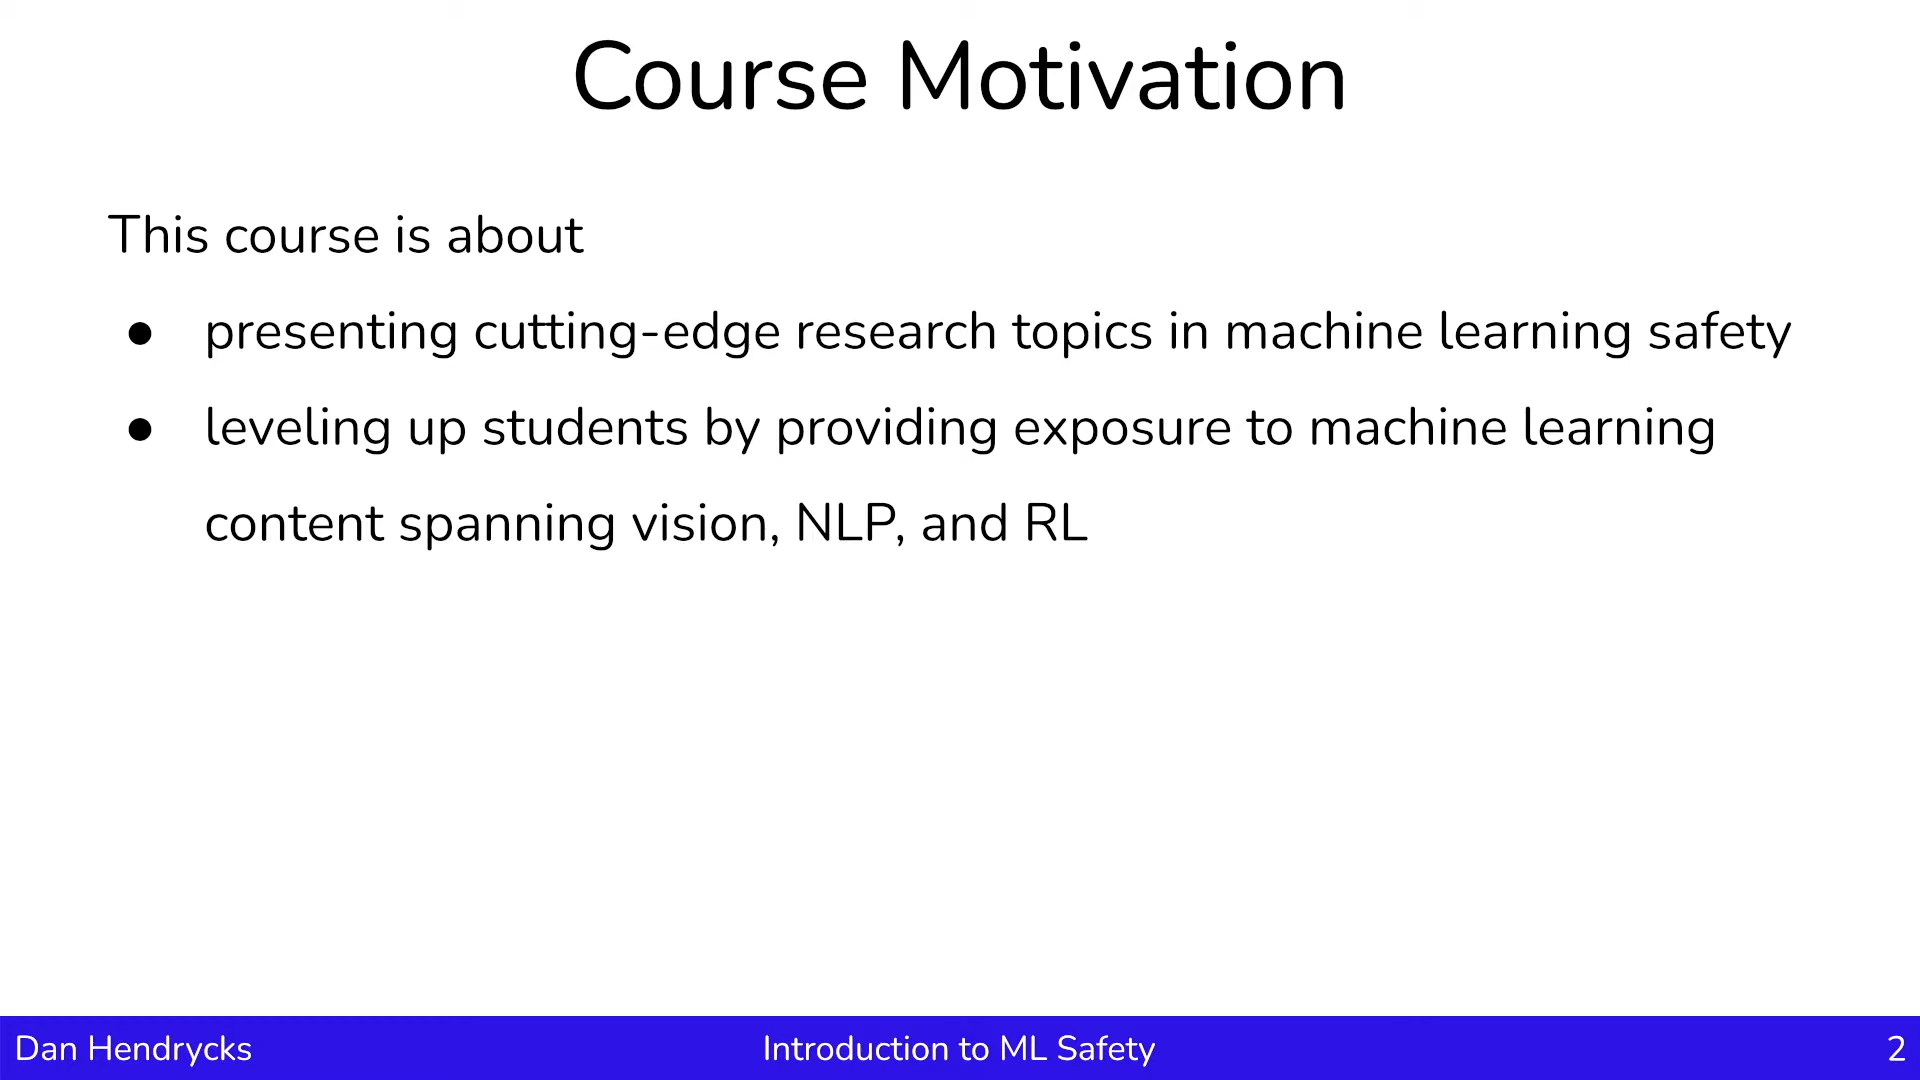 Course Motivation
This course is about
● presenting cutting-edge research topics in machine learning safety
● leveling up students by providing exposure to machine learning
content spanning vision, NLP, and RL
Dan Hendrycks
Introduction to ML Safety
2